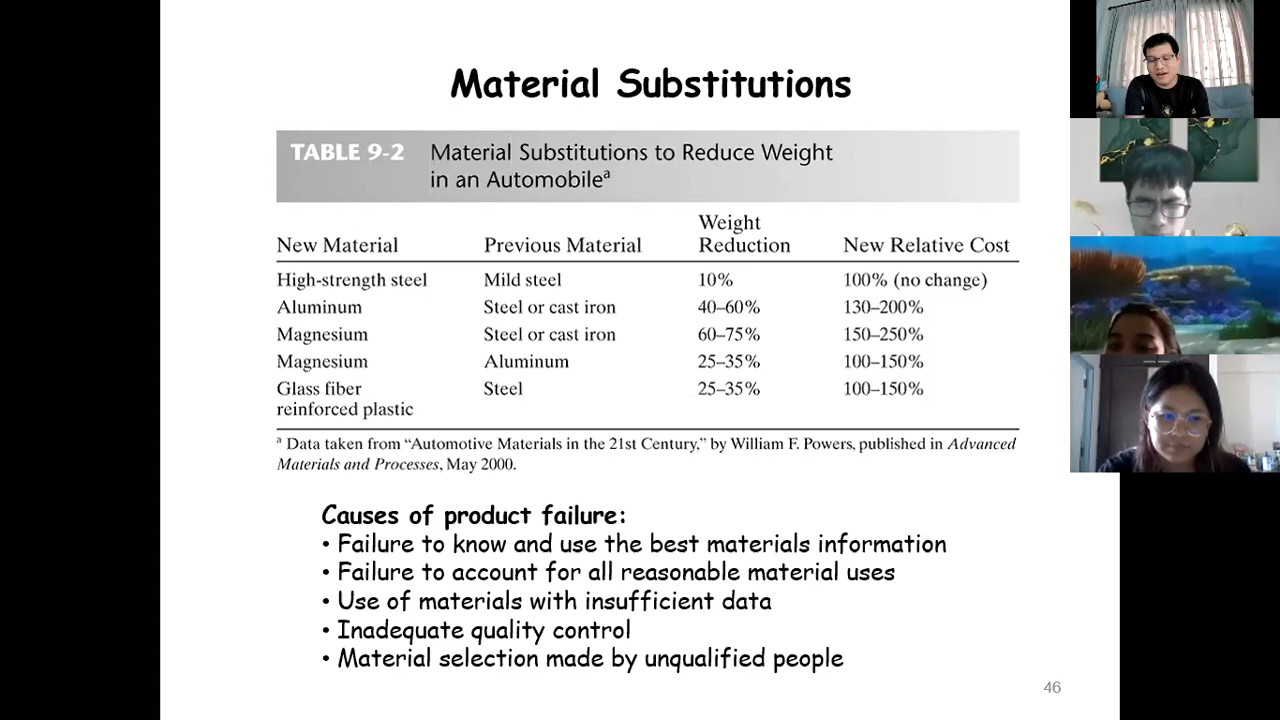 Material Substitutions
TABLE 9-2 Material Substitutions to Reduce Weight
in an Automobileª
Weight
New Material Previous Material Reduction New Relative Cost
High-strength steel Mild steel 10% 100% (no change)
Aluminum Steel or cast iron 40–60% 130–200%
Magnesium Steel or cast iron 60–75% 150–250%
Magnesium Aluminum 25–35% 100–150%
Glass fiber Steel 25–35% 100–150%
reinforced plastic
ª Data taken from “Automotive Materials in the 21st Century,” by William F. Powers, published in Advanced
Materials and Processes, May 2000.
Causes of product failure:
• Failure to know and use the best materials information
• Failure to account for all reasonable material uses
• Use of materials with insufficient data
• Inadequate quality control
• Material selection made by unqualified people
46